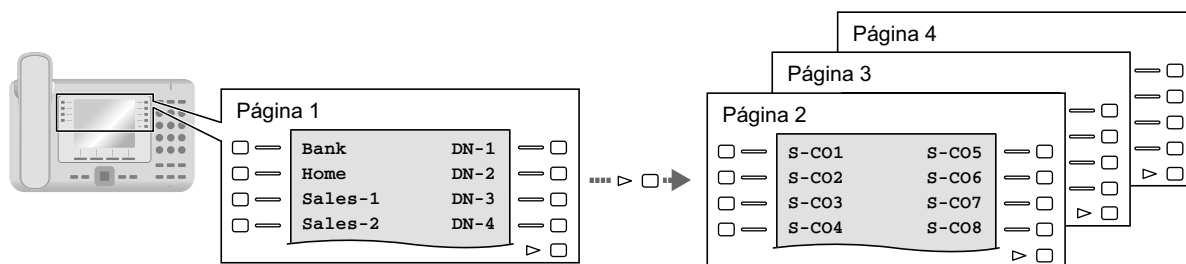 Página 1
Bank DN-1
Home DN-2
Sales-1 DN-3
Sales-2 DN-4
Página 4
Página 3
Página 2
S-CO1 S-CO5
S-CO2 S-CO6
S-CO3 S-CO7
S-CO4 S-CO8